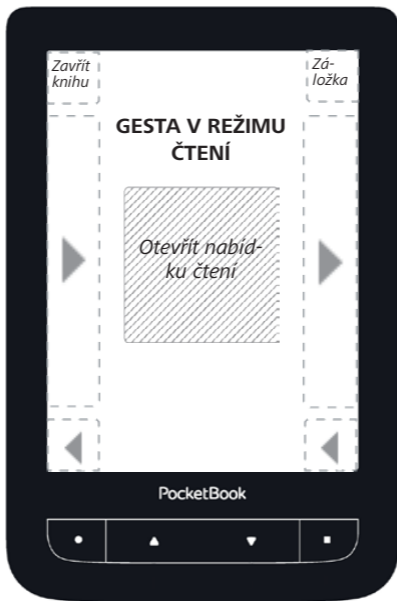 Zavřít
knihu
Zá-
ložka
GESTA V REŽIMU
ČTENÍ
Otevřít nabíd-
ku čtení
PocketBook